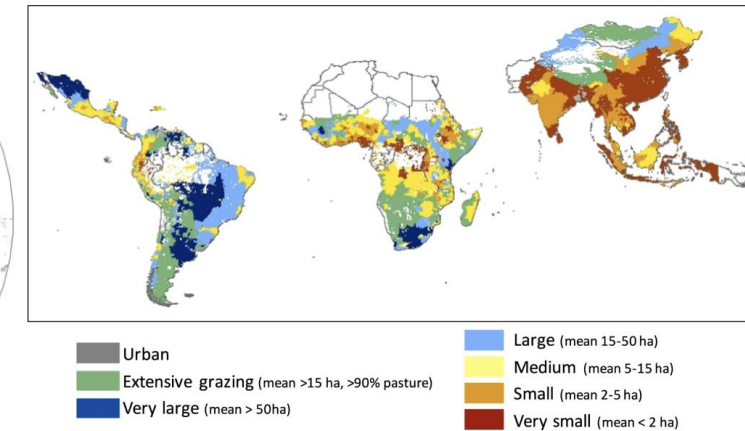 Urban
Extensive grazing (mean >15 ha, >90% pasture)
Very large (mean > 50ha)
Large (mean 15-50 ha)
Medium (mean 5-15 ha)
Small (mean 2-5 ha)
Very small (mean < 2 ha)